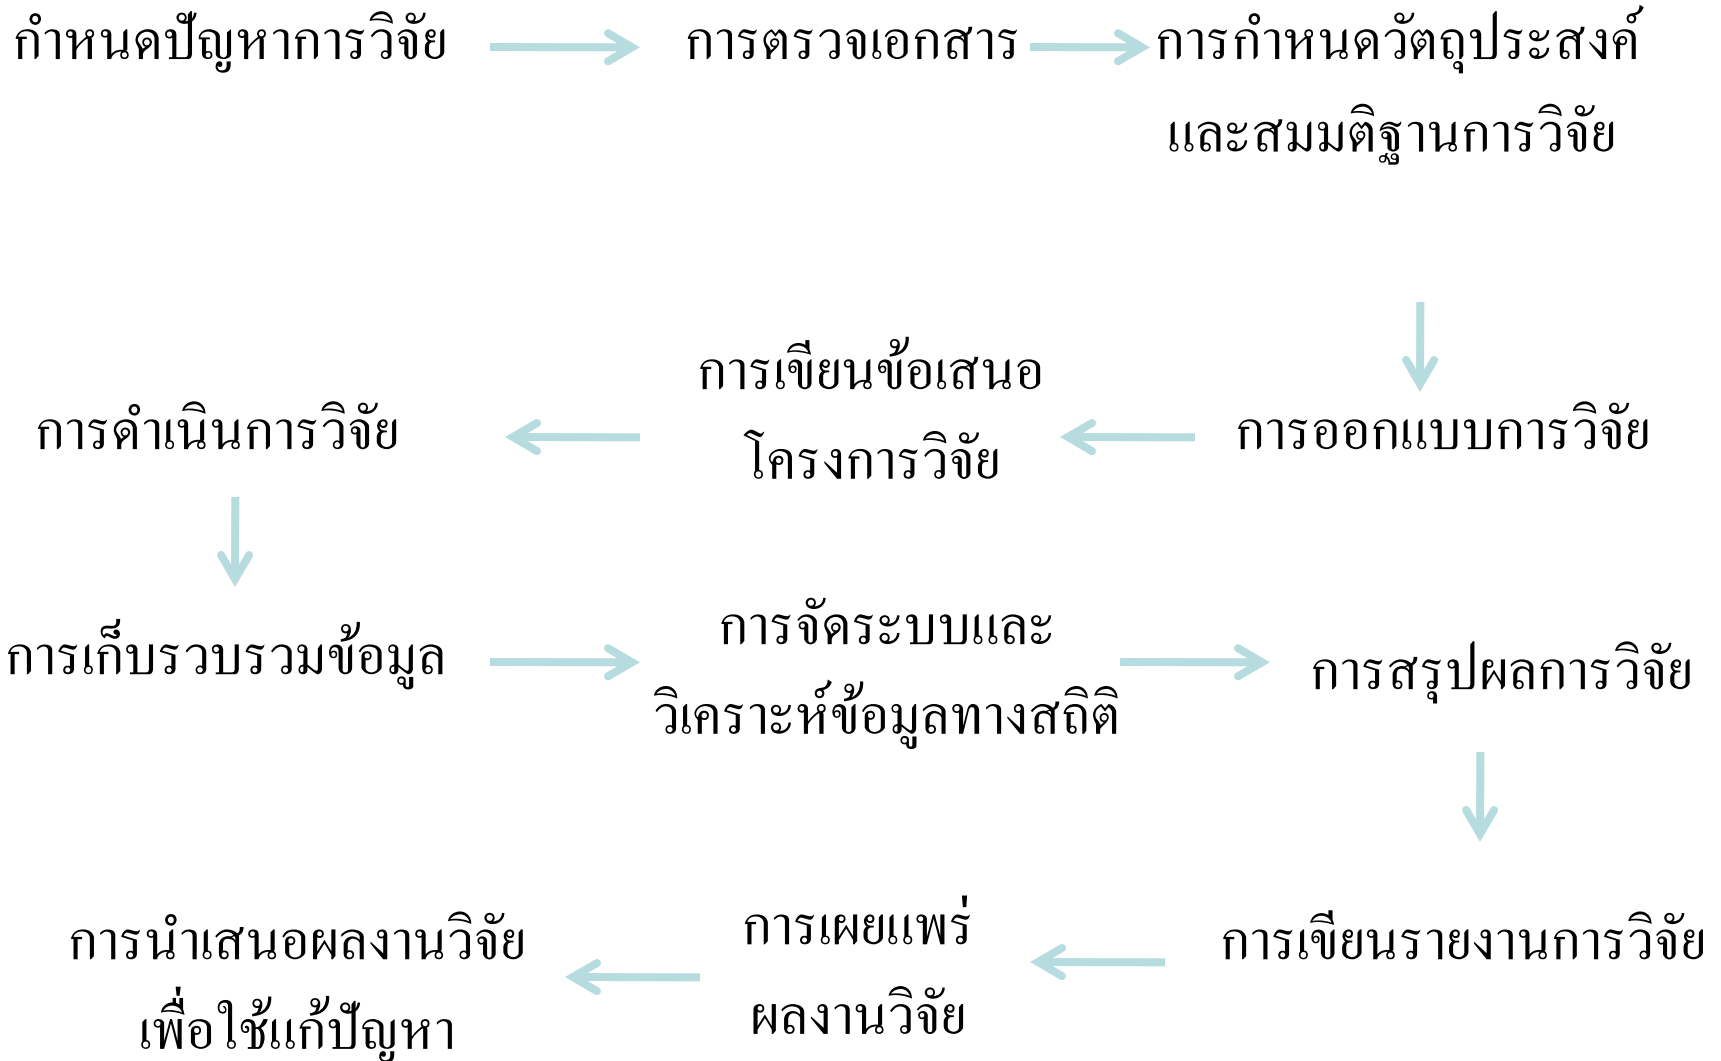 กำหนดปัญหาการวิจัย
การตรวจเอกสาร
การกำหนดวัตถุประสงค์
และสมมติฐานการวิจัย
การออกแบบการวิจัย
การเขียนข้อเสนอ
โครงการวิจัย
การดำเนินการวิจัย
การเก็บรวบรวมข้อมูล
การจัดระบบและ
วิเคราะห์ข้อมูลทางสถิติ
การสรุปผลการวิจัย
การเขียนรายงานการวิจัย
การเผยแพร่
ผลงานวิจัย
การนำเสนอผลงานวิจัย
เพื่อใช้แก้ปัญหา